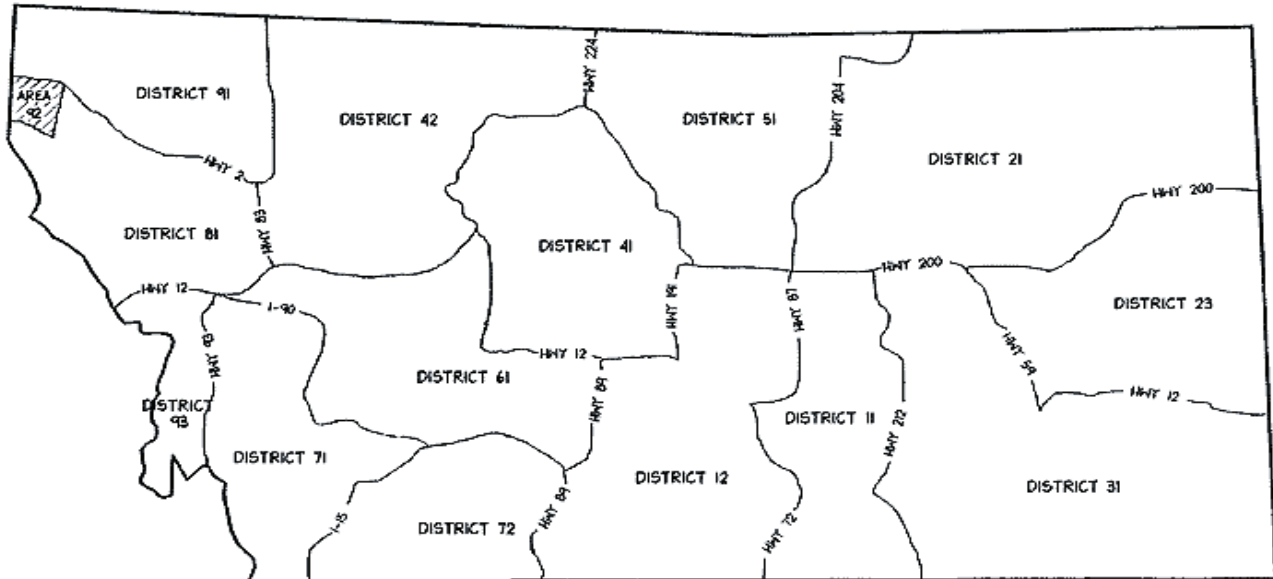 HWY 224
DISTRICT 91
AREA
92
DISTRICT 42
DISTRICT 51
HWY 204
DISTRICT 21
HWY 2
HWY 200
HWY 83
DISTRICT 81
DISTRICT 41
HWY 200
HWY 12
I-90
HWY 191
HWY 87
DISTRICT 23
HWY 93
HWY 12
HWY 59
DISTRICT 61
HWY 89
HWY 12
DISTRICT
93
DISTRICT 11
HWY 212
DISTRICT 71
DISTRICT 12
DISTRICT 31
HWY 89
I-15
DISTRICT 72
HWY 72